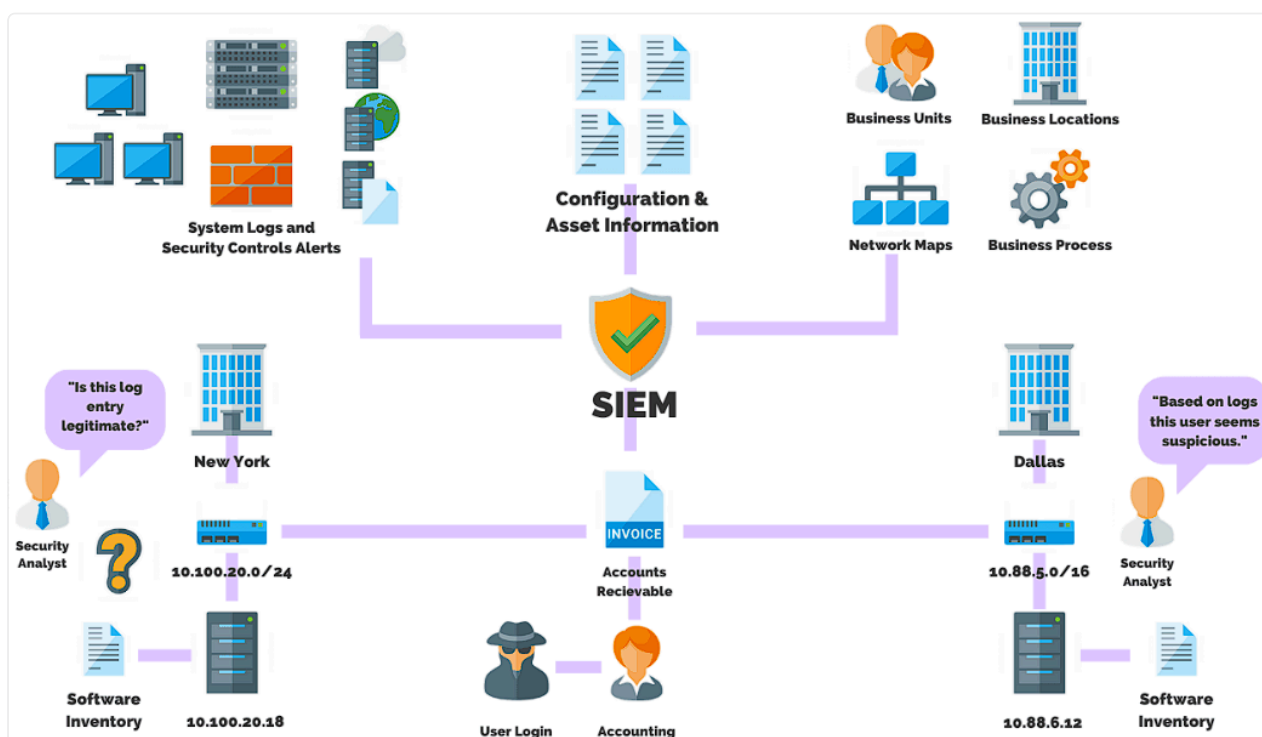 Business Units
Business Locations
Configuration &
Asset Information
System Logs and
Security Controls Alerts
Network Maps
Business Process
SIEM
"Is this log
entry
legitimate?"
"Based on logs
this user seems
suspicious."
New York
Dallas
INVOICE
Security
Analyst
10.100.20.0/24
Accounts
Recievable
10.88.5.0/16
Security
Analyst
Software
Inventory
10.100.20.18
User Login
Accounting
10.88.6.12
Software
Inventory